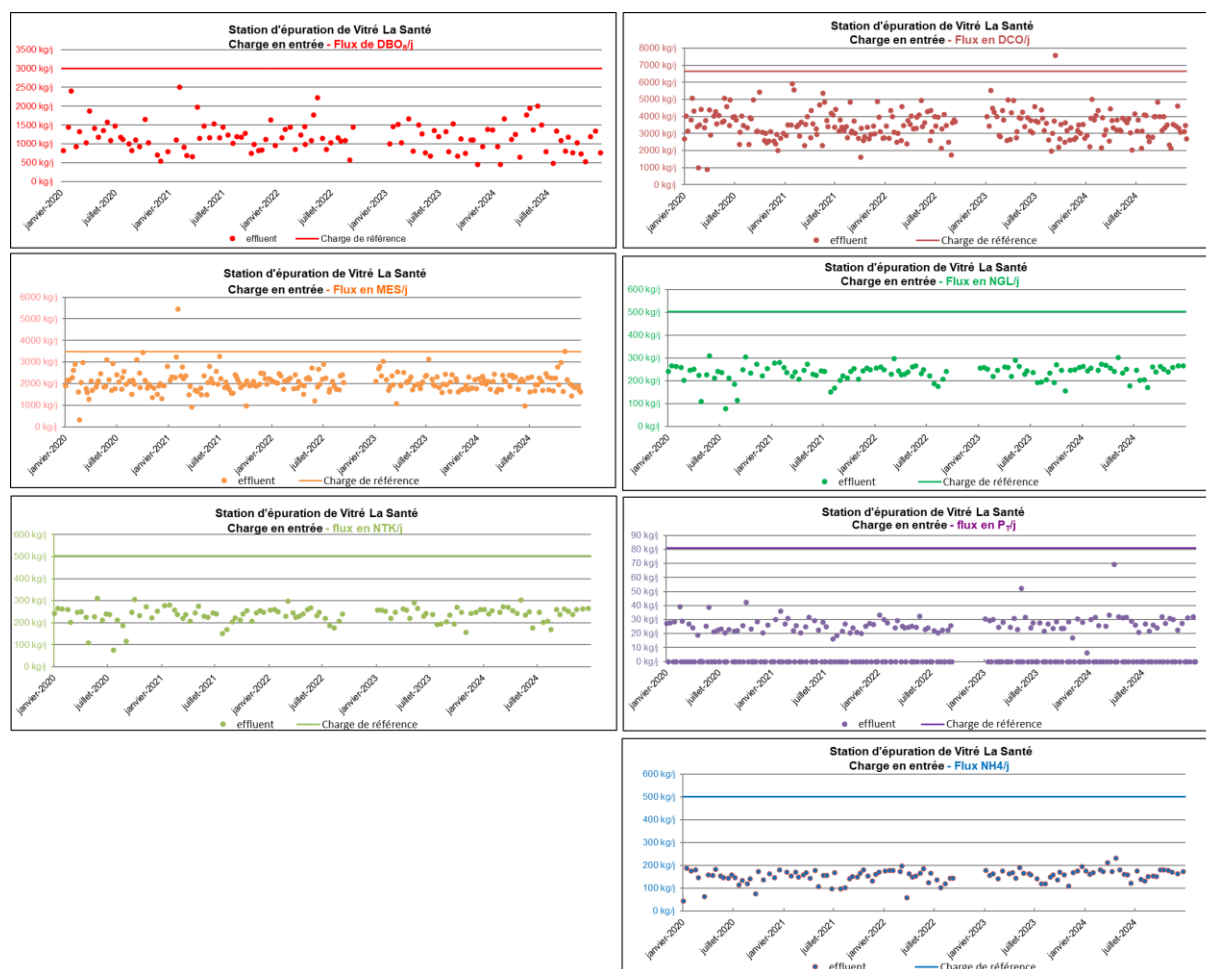 Station d'épuration de Vitré La Santé
Charge en entrée - Flux de DBO₅/j
3500 kg/j
3000 kg/j
2500 kg/j
2000 kg/j
1500 kg/j
1000 kg/j
500 kg/j
0 kg/j
janvier-2020
juillet-2020
janvier-2021
juillet-2021
janvier-2022
juillet-2022
janvier-2023
juillet-2023
janvier-2024
juillet-2024
effluent
Charge de référence
Station d'épuration de Vitré La Santé
Charge en entrée - Flux en DCO/j
8000 kg/j
7000 kg/j
6000 kg/j
5000 kg/j
4000 kg/j
3000 kg/j
2000 kg/j
1000 kg/j
0 kg/j
janvier-2020
juillet-2020
janvier-2021
juillet-2021
janvier-2022
juillet-2022
janvier-2023
juillet-2023
janvier-2024
juillet-2024
effluent
Charge de référence
Station d'épuration de Vitré La Santé
Charge en entrée - Flux en MES/j
6000 kg/j
5000 kg/j
4000 kg/j
3000 kg/j
2000 kg/j
1000 kg/j
0 kg/j
janvier-2020
juillet-2020
janvier-2021
juillet-2021
janvier-2022
juillet-2022
janvier-2023
juillet-2023
janvier-2024
juillet-2024
effluent
Charge de référence
Station d'épuration de Vitré La Santé
Charge en entrée - Flux en NGL/j
600 kg/j
500 kg/j
400 kg/j
300 kg/j
200 kg/j
100 kg/j
0 kg/j
janvier-2020
juillet-2020
janvier-2021
juillet-2021
janvier-2022
juillet-2022
janvier-2023
juillet-2023
janvier-2024
juillet-2024
effluent
Charge de référence
Station d'épuration de Vitré La Santé
Charge en entrée - flux en NTK/j
600 kg/j
500 kg/j
400 kg/j
300 kg/j
200 kg/j
100 kg/j
0 kg/j
janvier-2020
juillet-2020
janvier-2021
juillet-2021
janvier-2022
juillet-2022
janvier-2023
juillet-2023
janvier-2024
juillet-2024
effluent
Charge de référence
Station d'épuration de Vitré La Santé
Charge en entrée - flux en P_T/j
90 kg/j
80 kg/j
70 kg/j
60 kg/j
50 kg/j
40 kg/j
30 kg/j
20 kg/j
10 kg/j
0 kg/j
janvier-2020
juillet-2020
janvier-2021
juillet-2021
janvier-2022
juillet-2022
janvier-2023
juillet-2023
janvier-2024
juillet-2024
effluent
Charge de référence
Station d'épuration de Vitré La Santé
Charge en entrée - Flux NH4/j
600 kg/j
500 kg/j
400 kg/j
300 kg/j
200 kg/j
100 kg/j
0 kg/j
janvier-2020
juillet-2020
janvier-2021
juillet-2021
janvier-2022
juillet-2022
janvier-2023
juillet-2023
janvier-2024
juillet-2024
effluent
Charge de référence